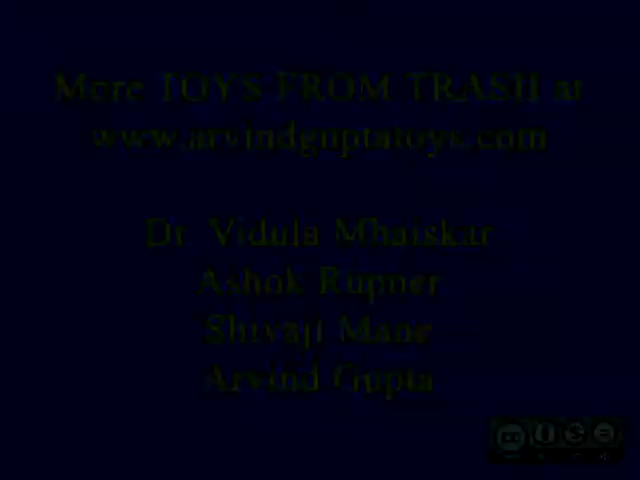 More TOYS FROM TRASH at
www.arvindguptatoys.com
Dr. Vidula Mhaiskar
Ashok Rupner
Shivaji Mane
Arvind Gupta